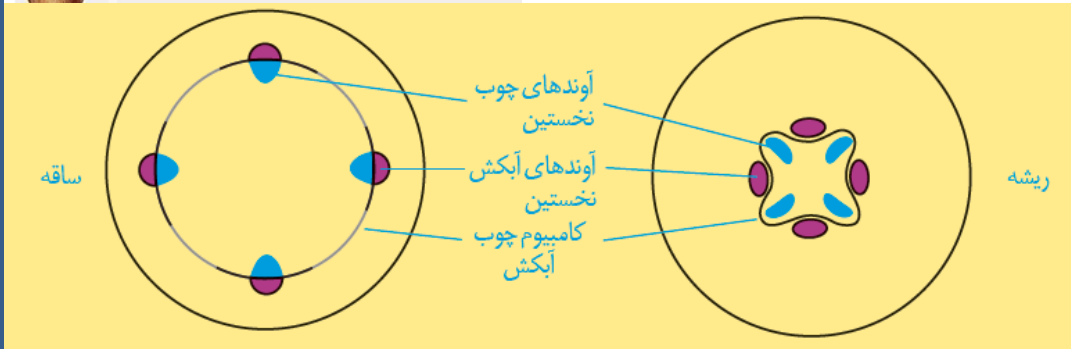 آوندهای چوب
نخستین
آوندهای آبکش
نخستین
کامبیوم چوب
آبکش
ریشه
ساقه